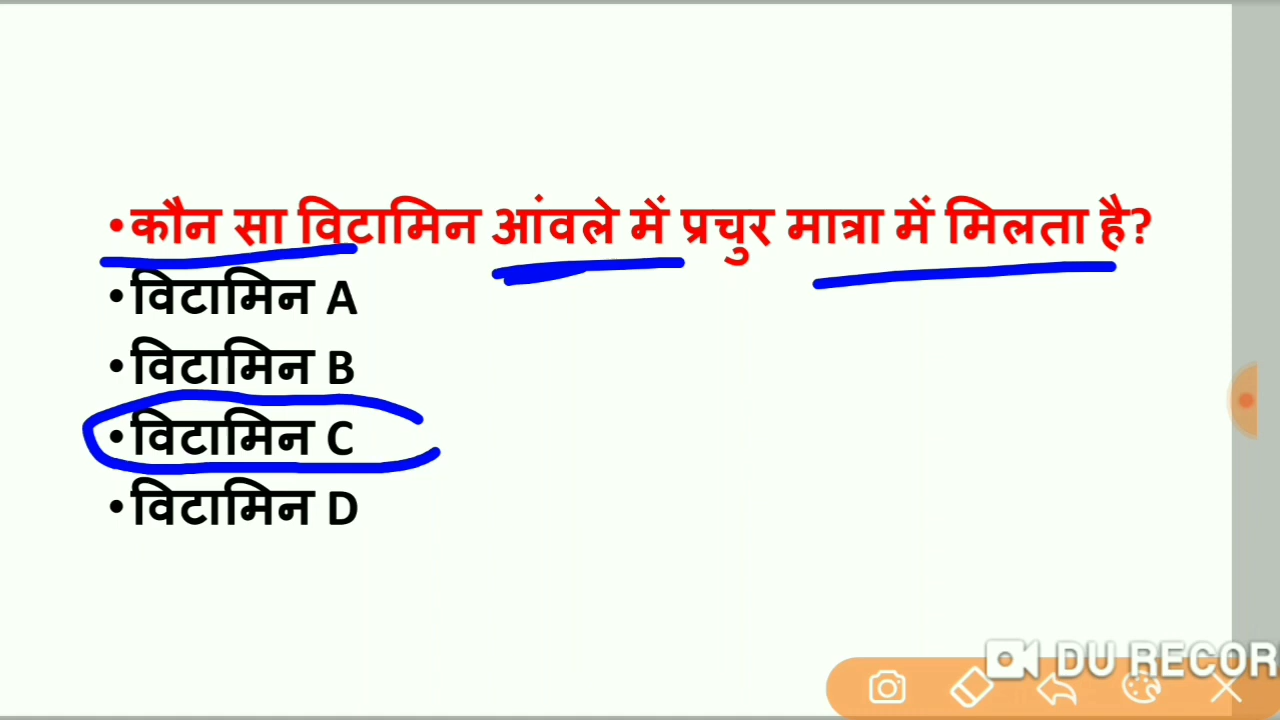 •कौन सा विटामिन आंवले में प्रचुर मात्रा में मिलता है?
•विटामिन A
•विटामिन B
•विटामिन C
•विटामिन D
DU RECOR